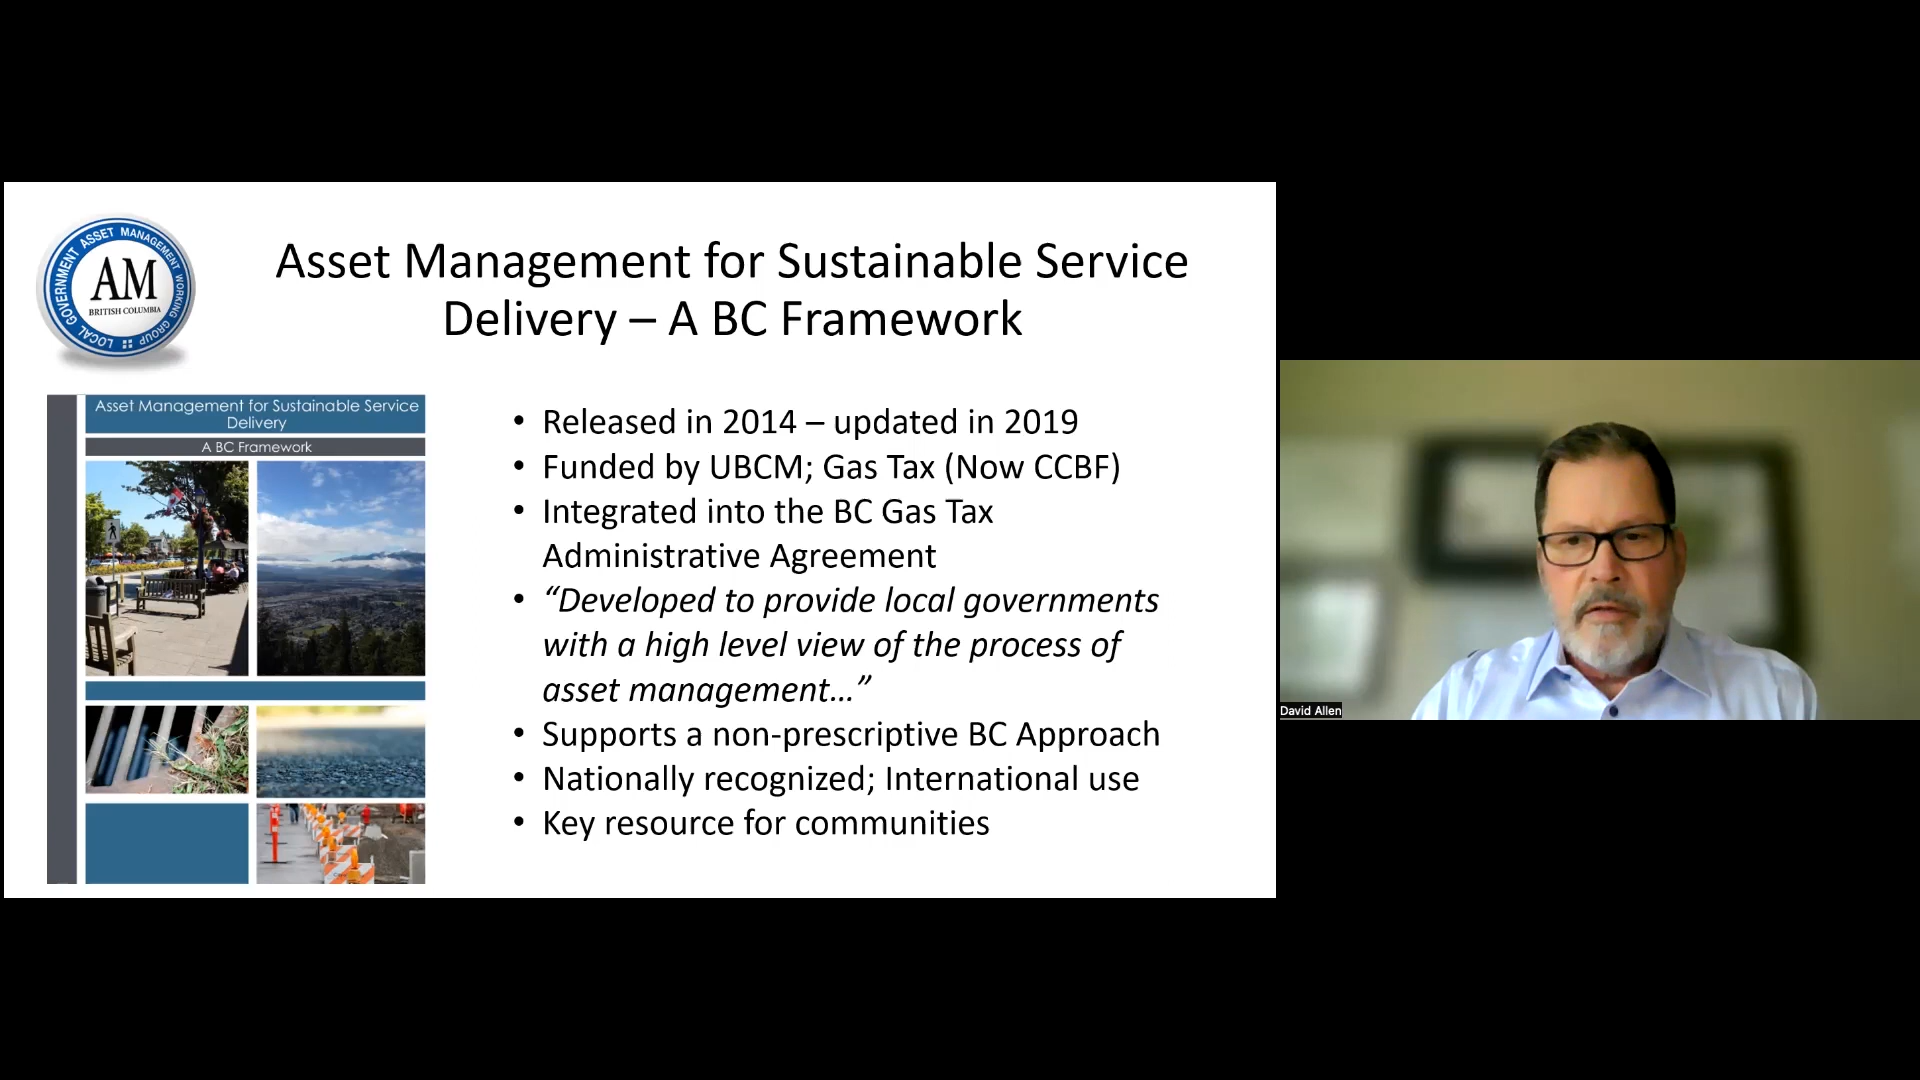 LOCAL GOVERNMENT ASSET MANAGEMENT WORKING GROUP
AM
BRITISH COLUMBIA
Asset Management for Sustainable Service
Delivery – A BC Framework
Asset Management for Sustainable Service
Delivery
A BC Framework
• Released in 2014 – updated in 2019
• Funded by UBCM; Gas Tax (Now CCBF)
• Integrated into the BC Gas Tax
Administrative Agreement
• “Developed to provide local governments
with a high level view of the process of
asset management…”
• Supports a non-prescriptive BC Approach
• Nationally recognized; International use
• Key resource for communities
David Allen